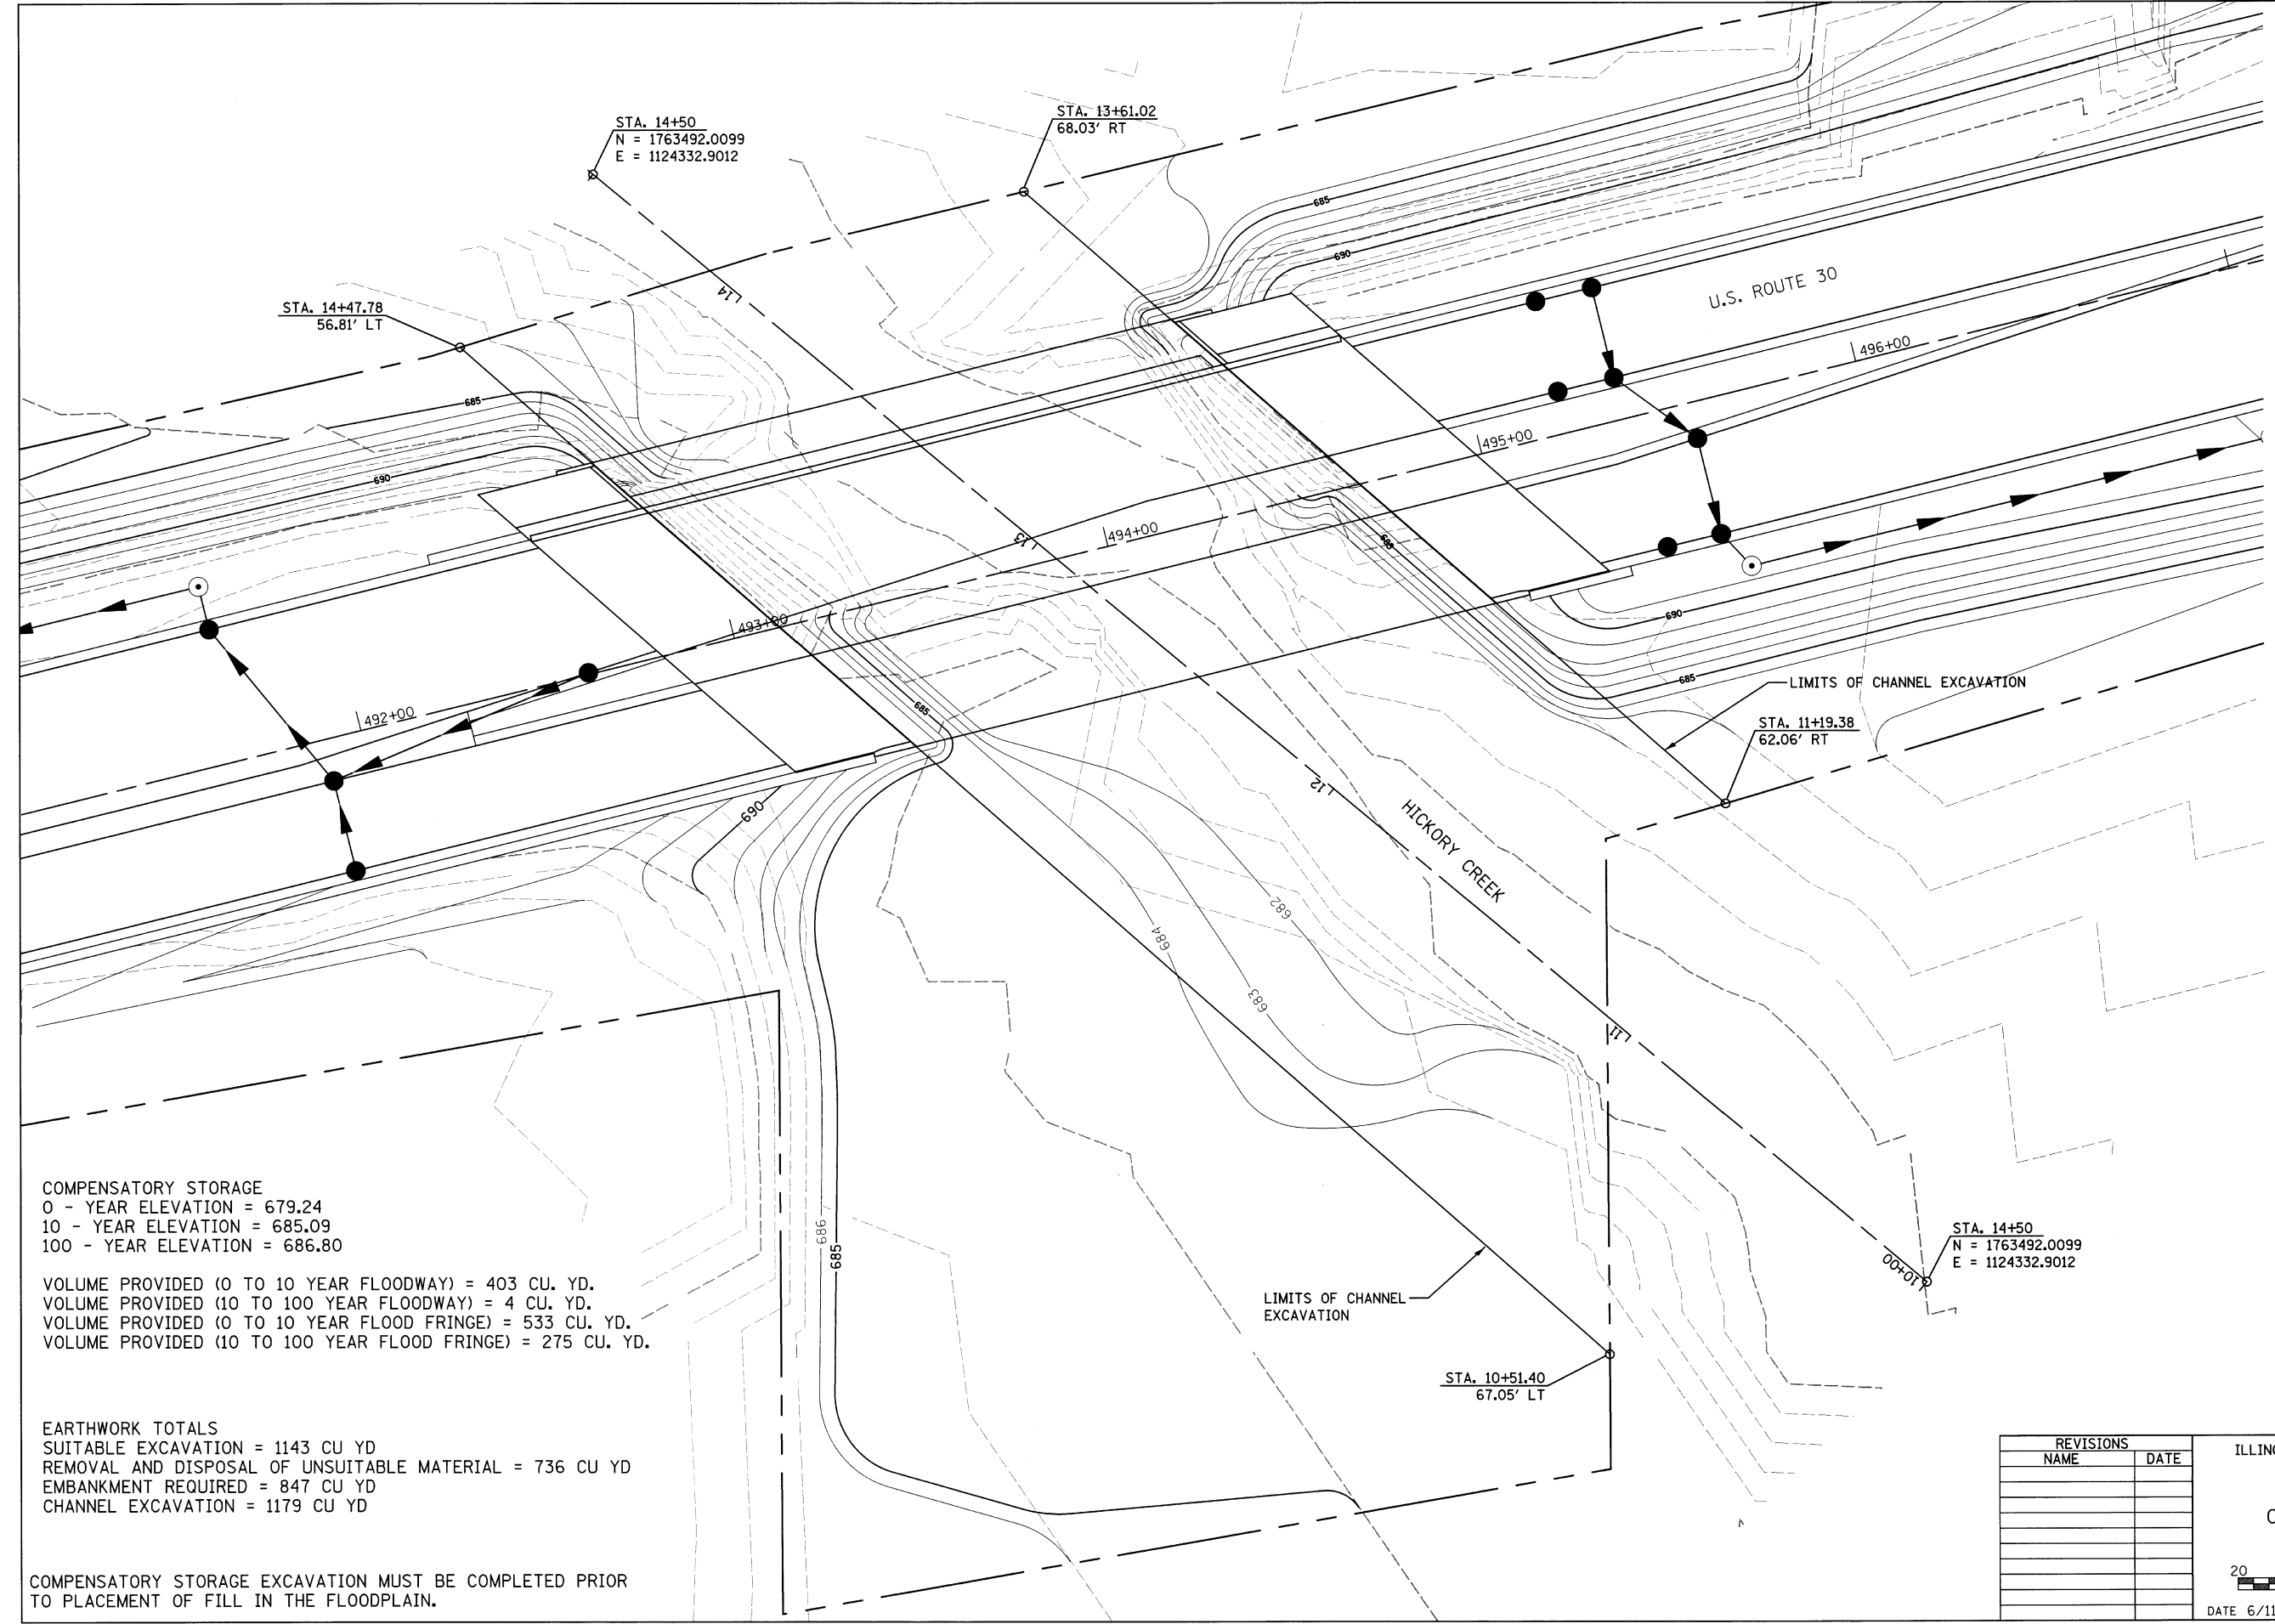 STA. 14+50
N = 1763492.0099
E = 1124332.9012
STA. 13+61.02
68.03' RT
STA. 14+47.78
56.81' LT
L14
685
690
U.S. ROUTE 30
496+00
495+00
494+00
493+00
492+00
685
690
L13
685
690
685
685
690
LIMITS OF CHANNEL EXCAVATION
STA. 11+19.38
62.06' RT
L12
HICKORY CREEK
682
684
683
L11
10+00
STA. 14+50
N = 1763492.0099
E = 1124332.9012
686
685
LIMITS OF CHANNEL
EXCAVATION
STA. 10+51.40
67.05' LT
COMPENSATORY STORAGE
0 - YEAR ELEVATION = 679.24
10 - YEAR ELEVATION = 685.09
100 - YEAR ELEVATION = 686.80
VOLUME PROVIDED (0 TO 10 YEAR FLOODWAY) = 403 CU. YD.
VOLUME PROVIDED (10 TO 100 YEAR FLOODWAY) = 4 CU. YD.
VOLUME PROVIDED (0 TO 10 YEAR FLOOD FRINGE) = 533 CU. YD.
VOLUME PROVIDED (10 TO 100 YEAR FLOOD FRINGE) = 275 CU. YD.
EARTHWORK TOTALS
SUITABLE EXCAVATION = 1143 CU YD
REMOVAL AND DISPOSAL OF UNSUITABLE MATERIAL = 736 CU YD
EMBANKMENT REQUIRED = 847 CU YD
CHANNEL EXCAVATION = 1179 CU YD
COMPENSATORY STORAGE EXCAVATION MUST BE COMPLETED PRIOR
TO PLACEMENT OF FILL IN THE FLOODPLAIN.
REVISIONS
NAME DATE
20
DATE 6/11